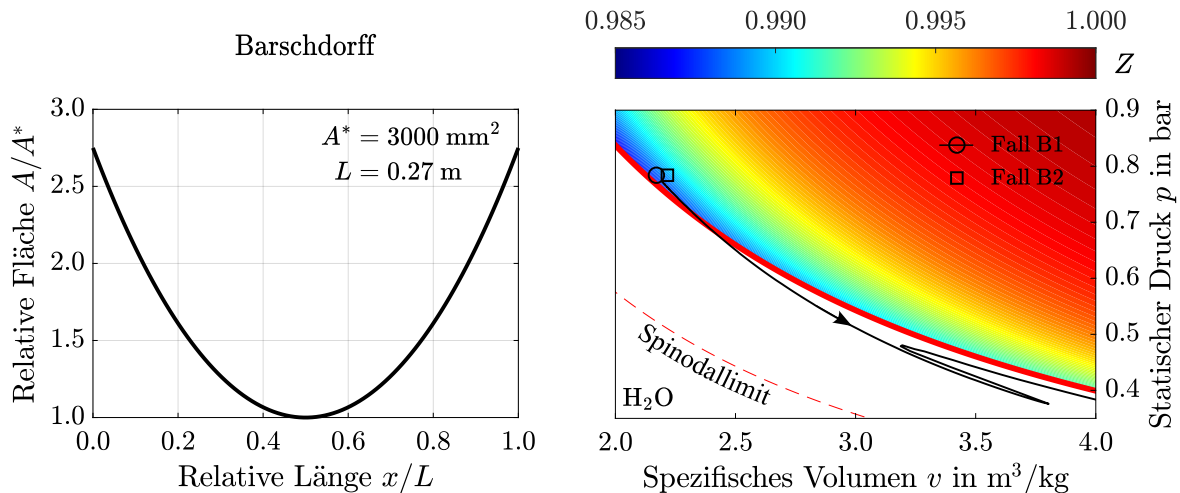 Barschdorff
3.0
2.5
2.0
1.5
1.0
Relative Fläche A/A*
A* = 3000 mm²
L = 0.27 m
0.0 0.2 0.4 0.6 0.8 1.0
Relative Länge x/L
0.985 0.990 0.995 1.000
Z
Fall B1
Fall B2
Spinodallimit
H₂O
0.9
0.8
0.7
0.6
0.5
0.4
Statischer Druck p in bar
2.0 2.5 3.0 3.5 4.0
Spezifisches Volumen v in m³/kg